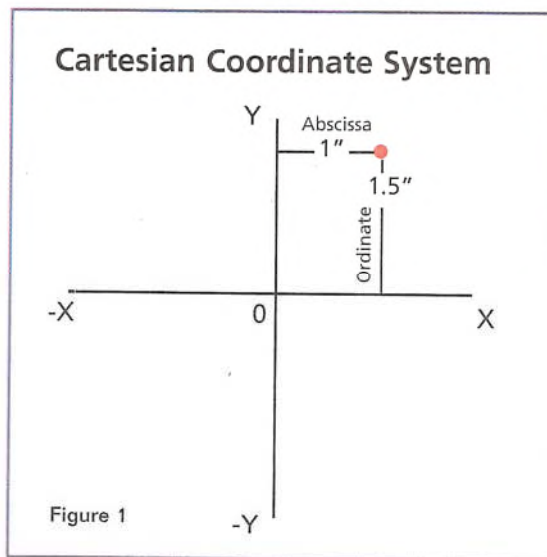 Cartesian Coordinate System
Y
Abscissa
1"
1.5"
Ordinate
-X
0
X
Figure 1
-Y